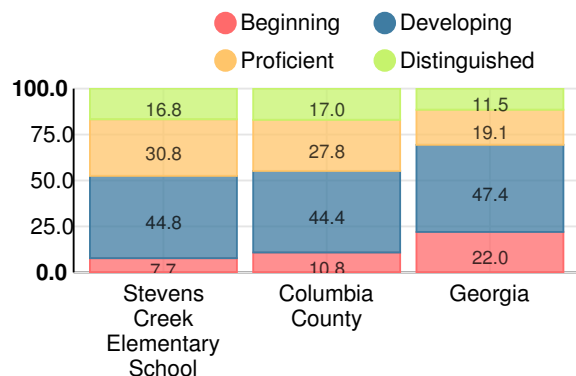 Beginning Developing
Proficient Distinguished
100.0
75.0
50.0
25.0
0.0
16.8 17.0 11.5
30.8 27.8 19.1
44.8 44.4 47.4
7.7 10.8 22.0
Stevens Creek Elementary School
Columbia County
Georgia